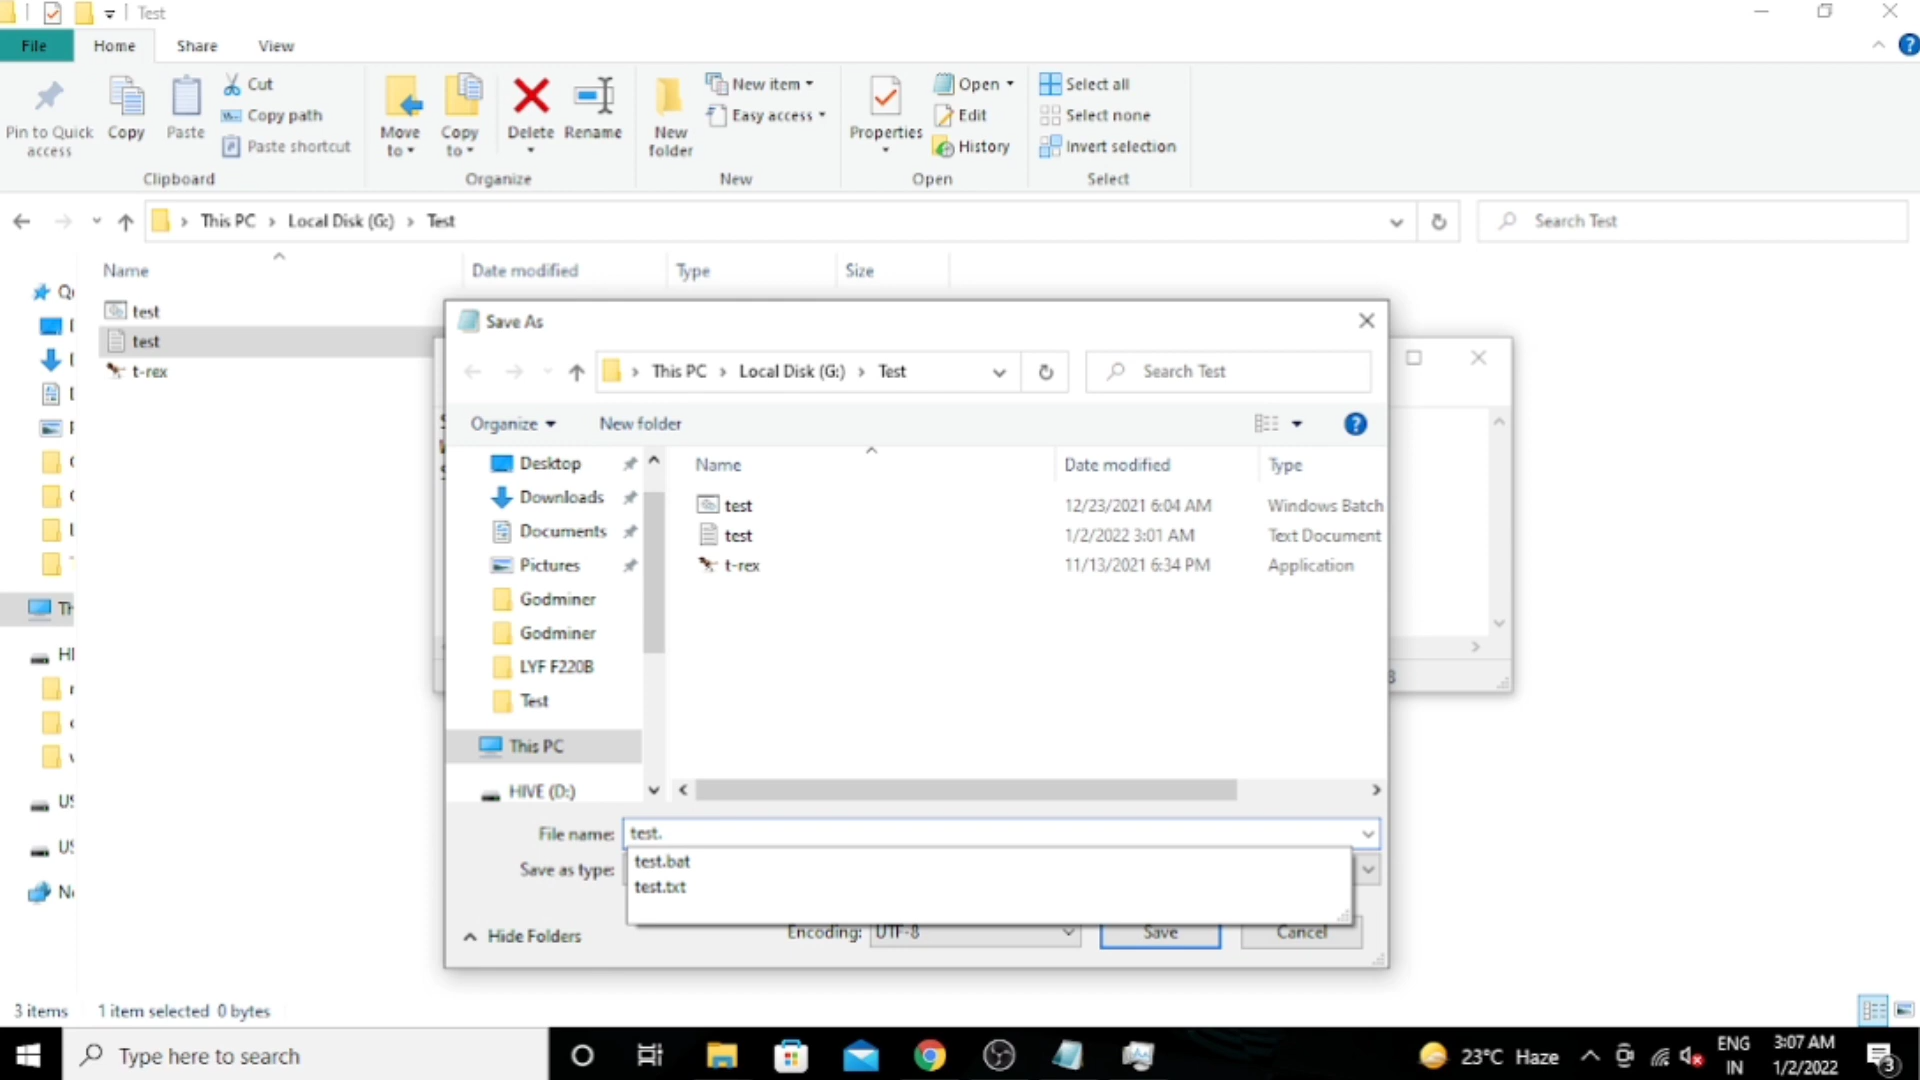 Test
File Home Share View
Pin to Quick access
Copy
Paste
Cut
Copy path
Paste shortcut
Clipboard
Move to
Copy to
Delete
Rename
Organize
New folder
New item
Easy access
New
Properties
Open
Edit
History
Open
Select all
Select none
Invert selection
Select
This PC › Local Disk (G:) › Test
Search Test
Name Date modified Type Size
test
test
t-rex
Save As
This PC › Local Disk (G:) › Test
Search Test
Organize New folder
Desktop
Downloads
Documents
Pictures
Godminer
Godminer
LYF F220B
Test
This PC
HIVE (D:)
Name Date modified Type
test 12/23/2021 6:04 AM Windows Batch
test 1/2/2022 3:01 AM Text Document
t-rex 11/13/2021 6:34 PM Application
File name: test.
Save as type:
test.bat
test.txt
Hide Folders
Encoding: UTF-8
Save Cancel
3 items 1 item selected 0 bytes
Type here to search
23°C Haze
ENG
IN
3:07 AM
1/2/2022
3